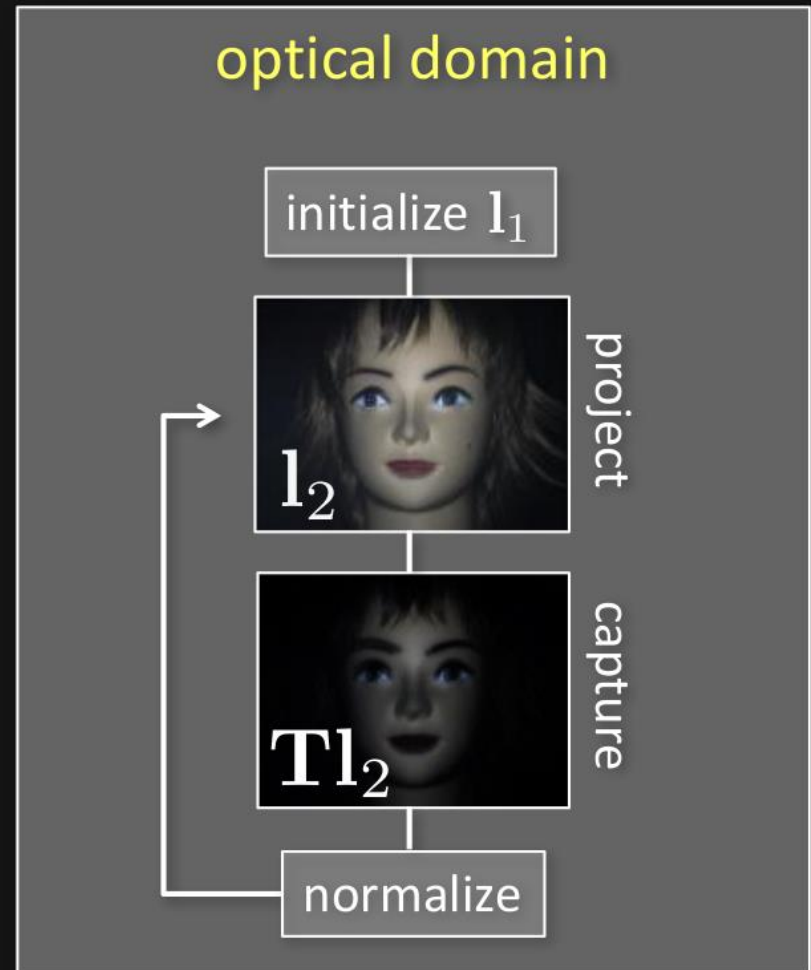 optical domain
initialize l₁
l₂
project
Tl₂
capture
normalize